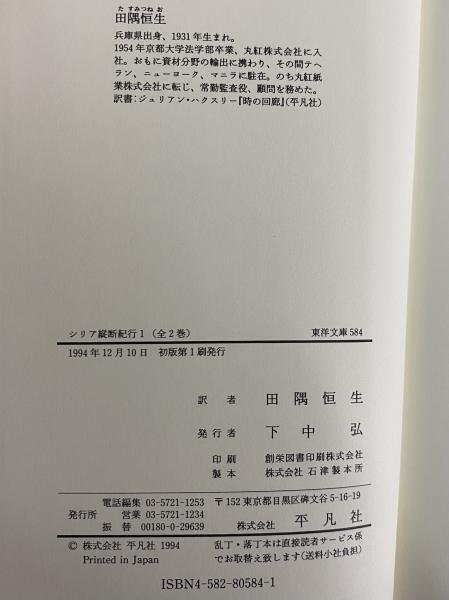 た すみつね お
田隅恒生
兵庫県出身、1931年生まれ。
1954年京都大学法学部卒業、丸紅株式会社に入
社。おもに資材分野の輸出に携わり、その間テヘ
ラン、ニューヨーク、マニラに駐在。のち丸紅紙
業株式会社に転じ、常勤監査役、顧問を務めた。
訳書：ジュリアン・ハクスリー『時の回廊』（平凡社）
シリア縦断紀行1（全2巻） 東洋文庫584
1994年12月10日 初版第1刷発行
訳者 田隅恒生
発行者 下中弘
印刷 創栄図書印刷株式会社
製本 株式会社 石津製本所
電話編集 03-5721-1253 〒152 東京都目黒区碑文谷5-16-19
発行所 営業 03-5721-1234
振替 00180-0-29639 株式会社 平凡社
© 株式会社 平凡社 1994 乱丁・落丁本は直接読者サービス係
Printed in Japan でお取替え致します（送料小社負担）
ISBN4-582-80584-1